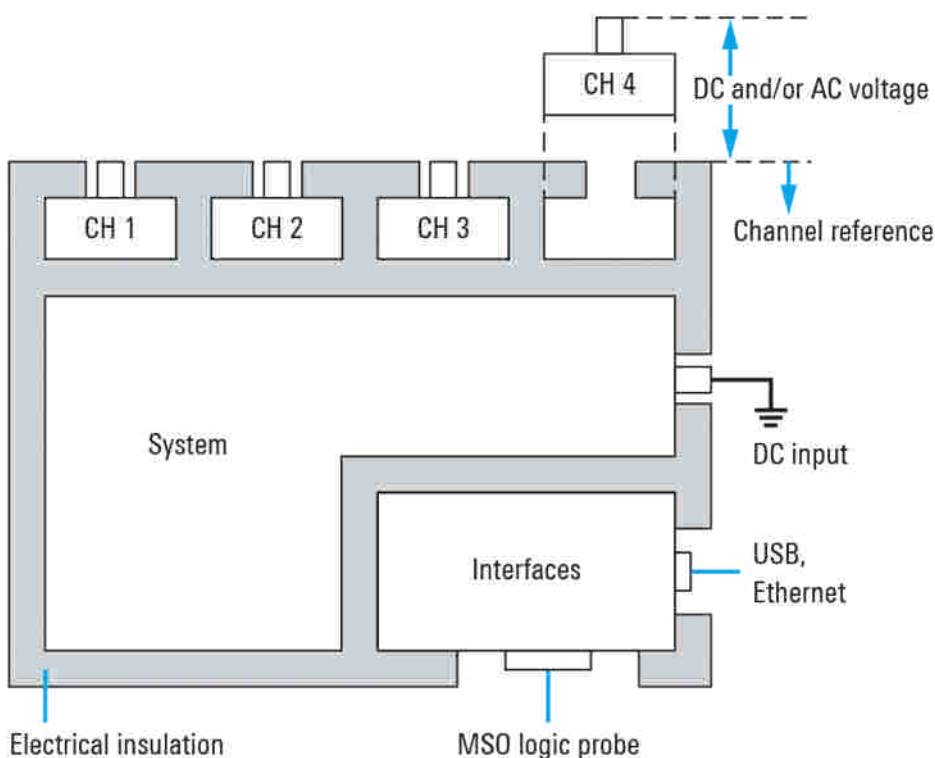 CH 4
DC and/or AC voltage
CH 1
CH 2
CH 3
Channel reference
System
DC input
Interfaces
USB,
Ethernet
Electrical insulation
MSO logic probe